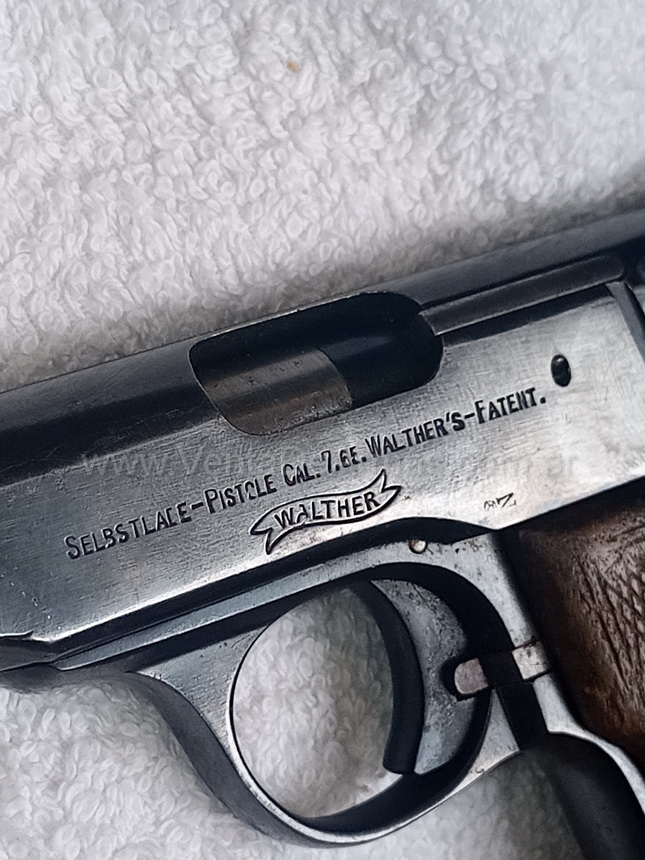 SELBSTLADE-PISTOLE CAL. 7,65. WALTHER'S-PATENT.
WALTHER